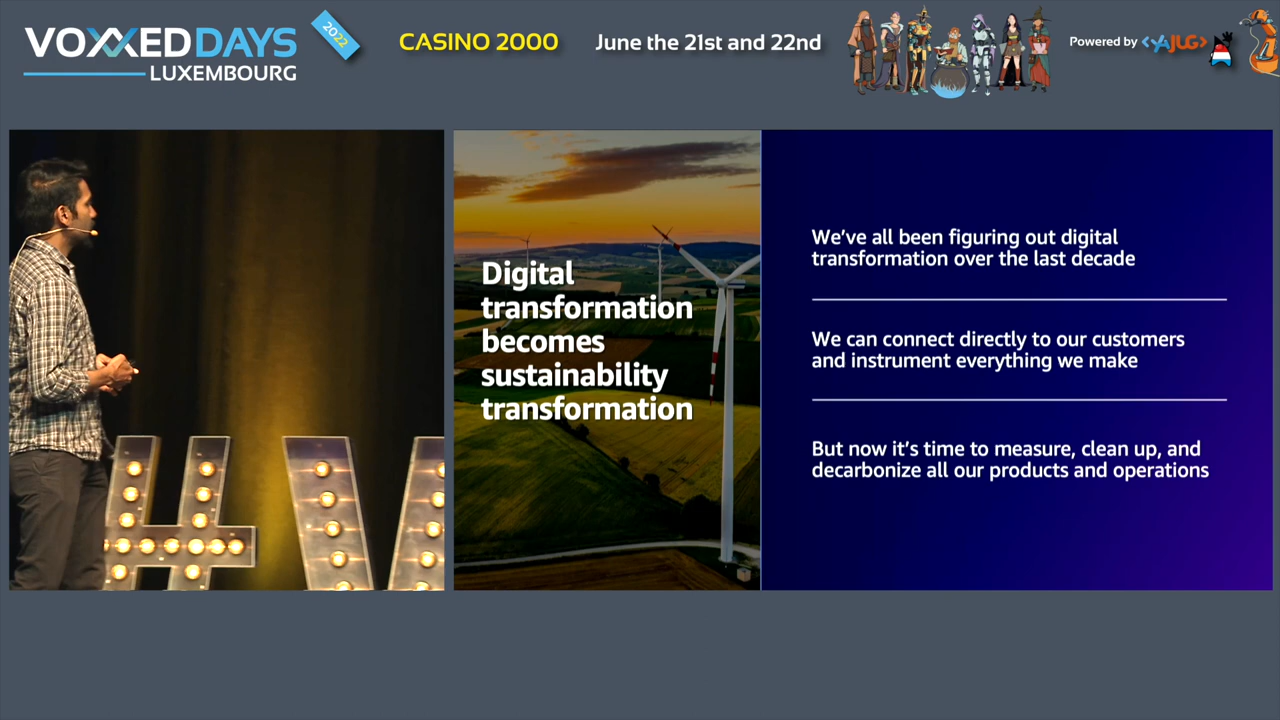 VOXXEDDAYS
LUXEMBOURG
2022
CASINO 2000
June the 21st and 22nd
Powered by <YAJUG>
Digital
transformation
becomes
sustainability
transformation
We've all been figuring out digital
transformation over the last decade
We can connect directly to our customers
and instrument everything we make
But now it's time to measure, clean up, and
decarbonize all our products and operations